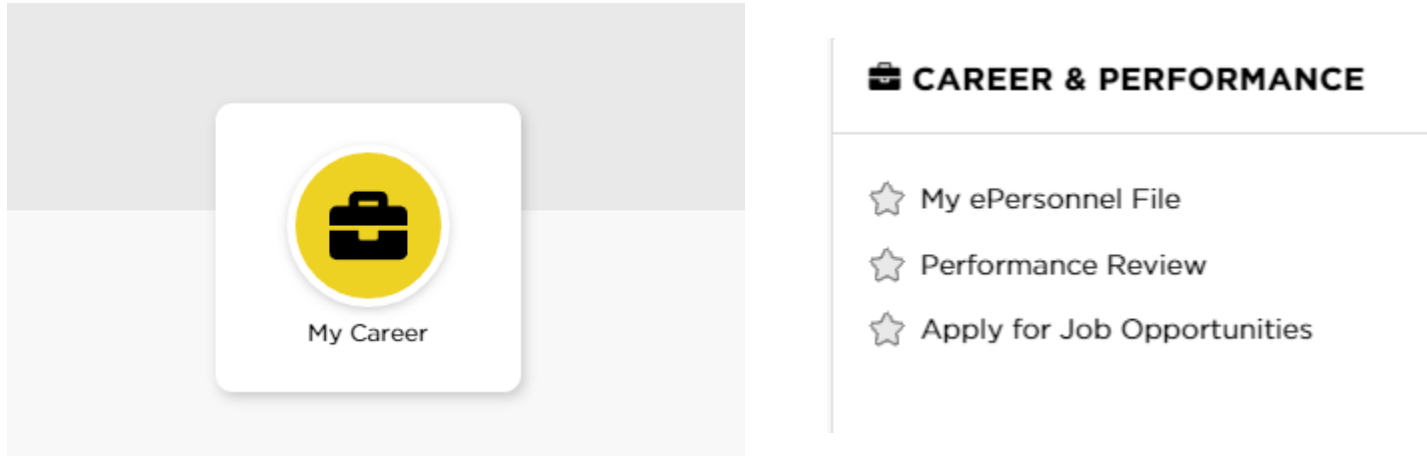 My Career
CAREER & PERFORMANCE
My ePersonnel File
Performance Review
Apply for Job Opportunities